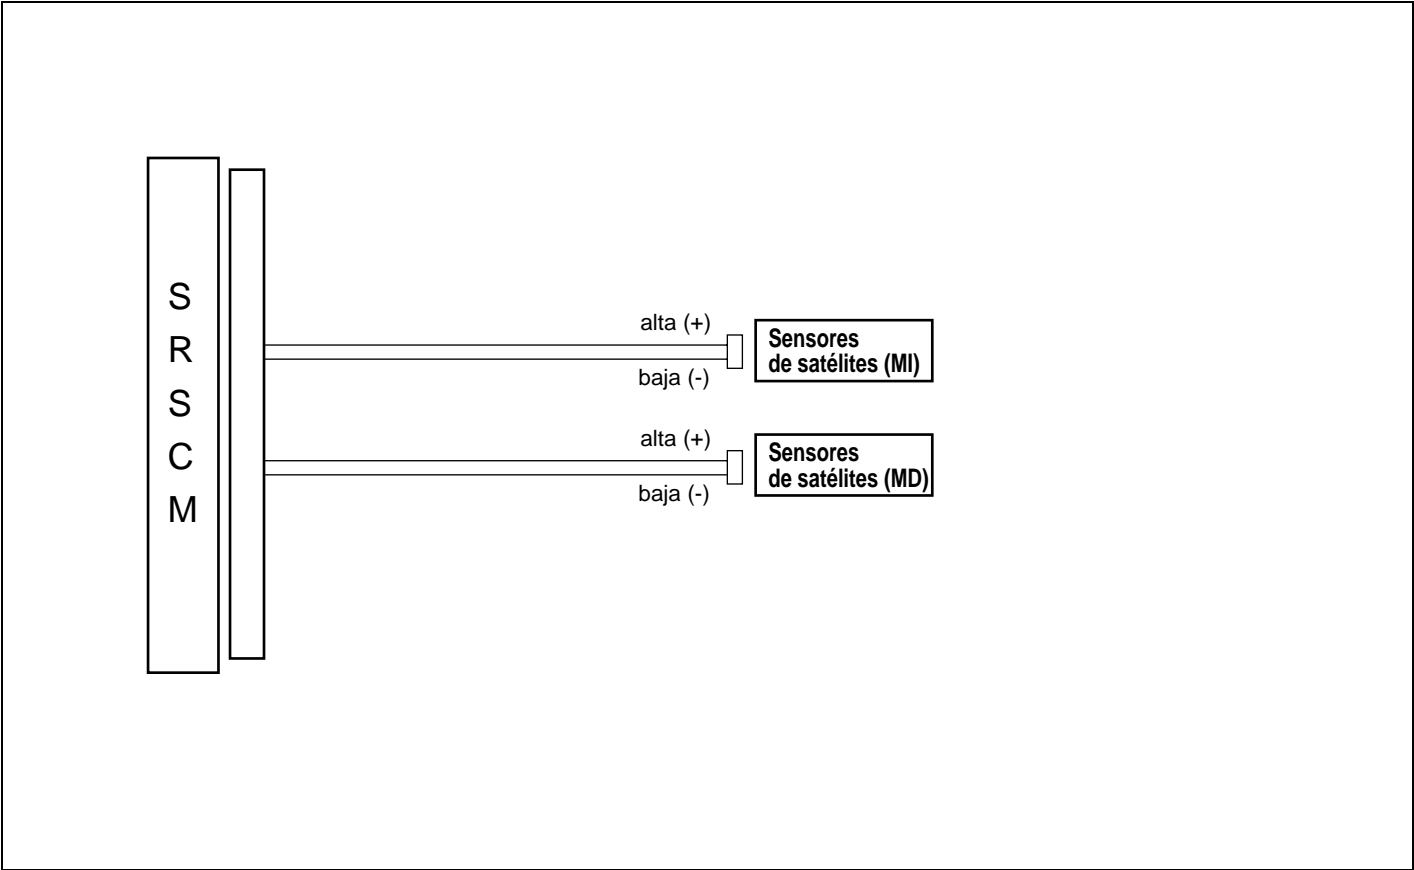 S
R
S
C
M
alta (+)
Sensores
de satélites (MI)
baja (-)
alta (+)
Sensores
de satélites (MD)
baja (-)